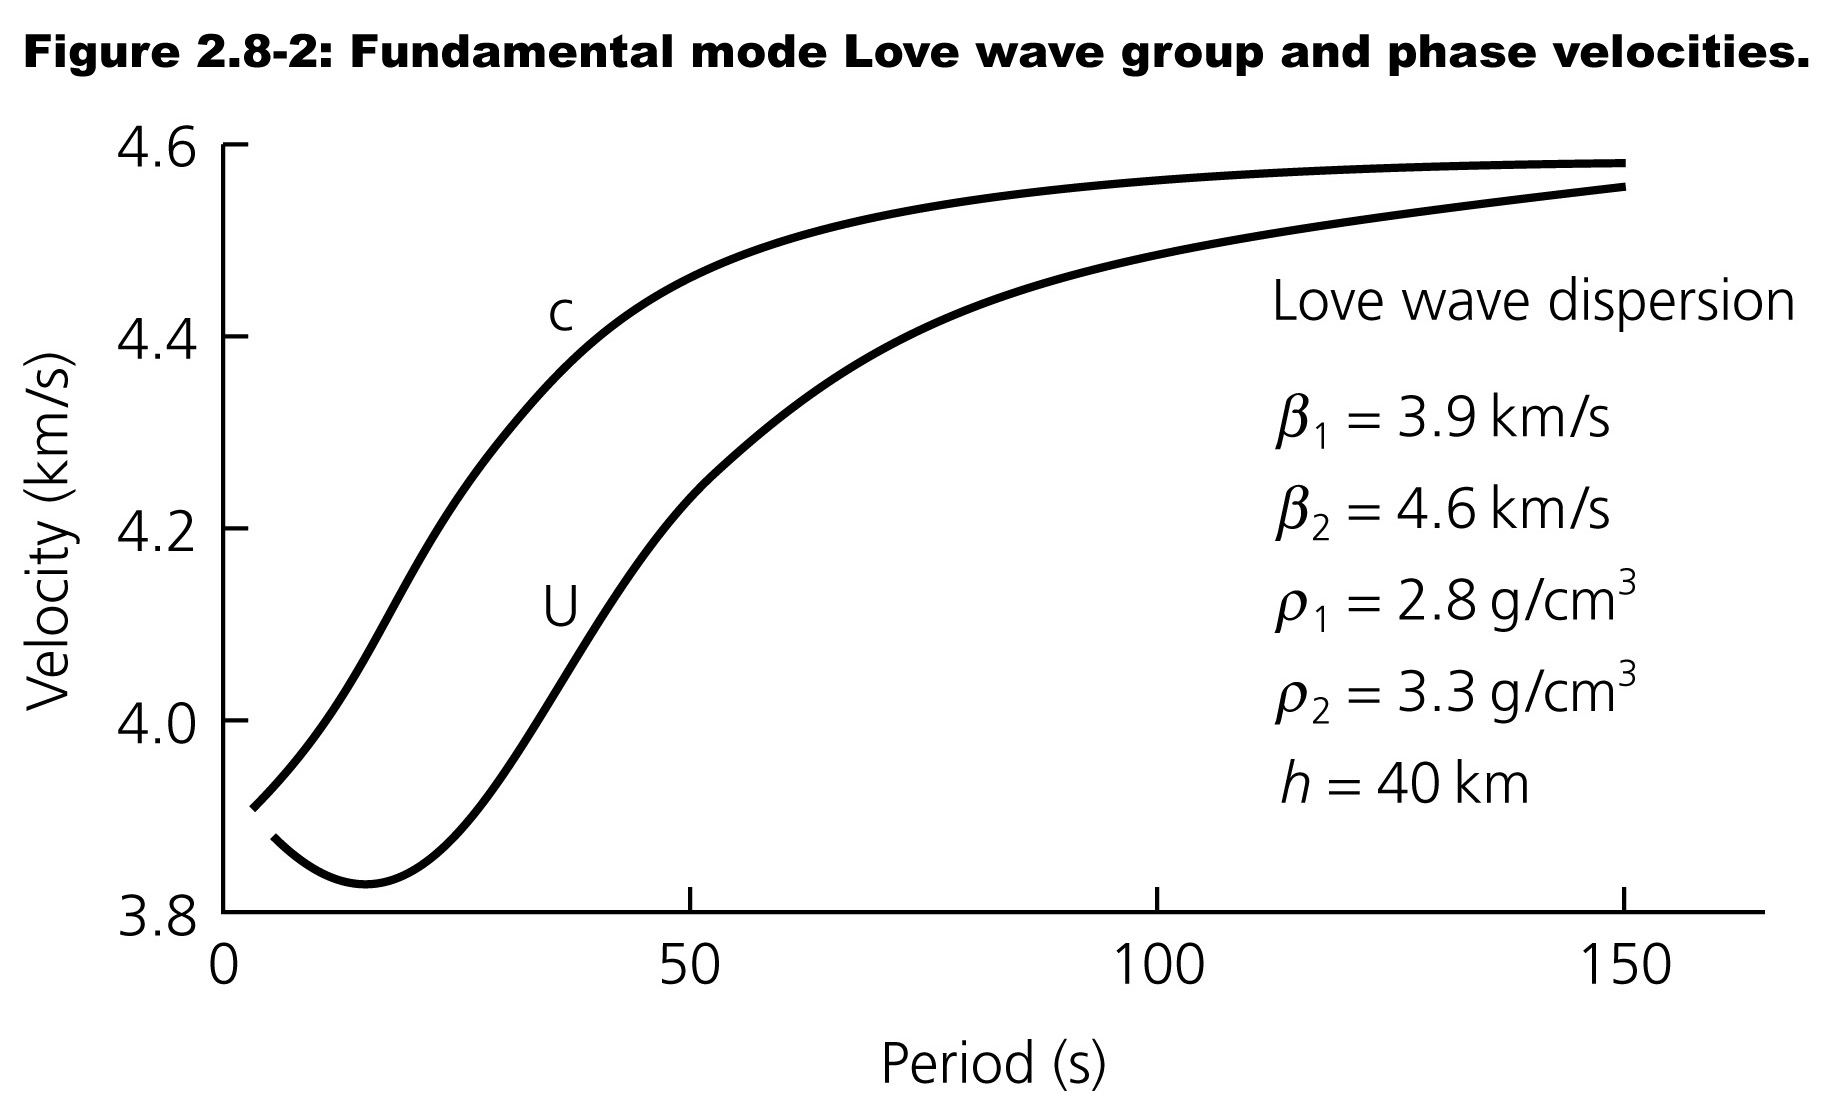 Figure 2.8-2: Fundamental mode Love wave group and phase velocities.
4.6
4.4
4.2
4.0
3.8
Velocity (km/s)
c
U
Love wave dispersion
β₁ = 3.9 km/s
β₂ = 4.6 km/s
ρ₁ = 2.8 g/cm³
ρ₂ = 3.3 g/cm³
h = 40 km
0 50 100 150
Period (s)